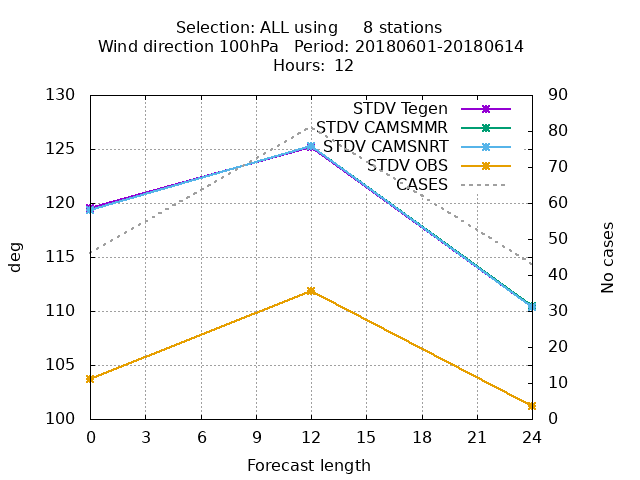 Selection: ALL using     8 stations
Wind direction 100hPa   Period: 20180601-20180614
Hours:  12
130
125
120
115
110
105
100
deg
90
80
70
60
50
40
30
20
10
0
No cases
STDV Tegen
STDV CAMSMMR
STDV CAMSNRT
STDV OBS
CASES
0 3 6 9 12 15 18 21 24
Forecast length